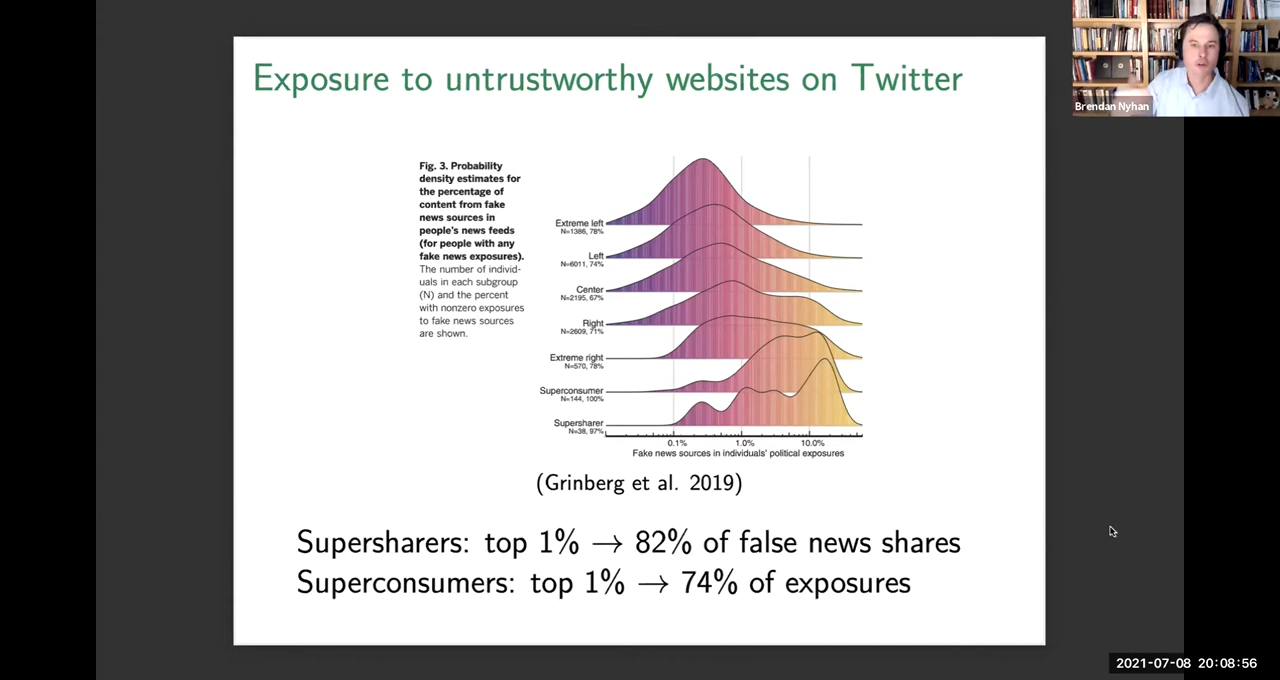 Exposure to untrustworthy websites on Twitter
Brendan Nyhan
Fig. 3. Probability
density estimates for
the percentage of
content from fake
news sources in
people's news feeds
(for people with any
fake news exposures).
The number of individ-
uals in each subgroup
(N) and the percent
with nonzero exposures
to fake news sources
are shown.
Extreme left
N=1386, 78%
Left
N=6011, 74%
Center
N=2195, 67%
Right
N=2609, 71%
Extreme right
N=570, 78%
Superconsumer
N=144, 100%
Supersharer
N=38, 97%
0.1% 1.0% 10.0%
Fake news sources in individuals' political exposures
(Grinberg et al. 2019)
Supersharers: top 1% → 82% of false news shares
Superconsumers: top 1% → 74% of exposures
2021-07-08 20:08:56